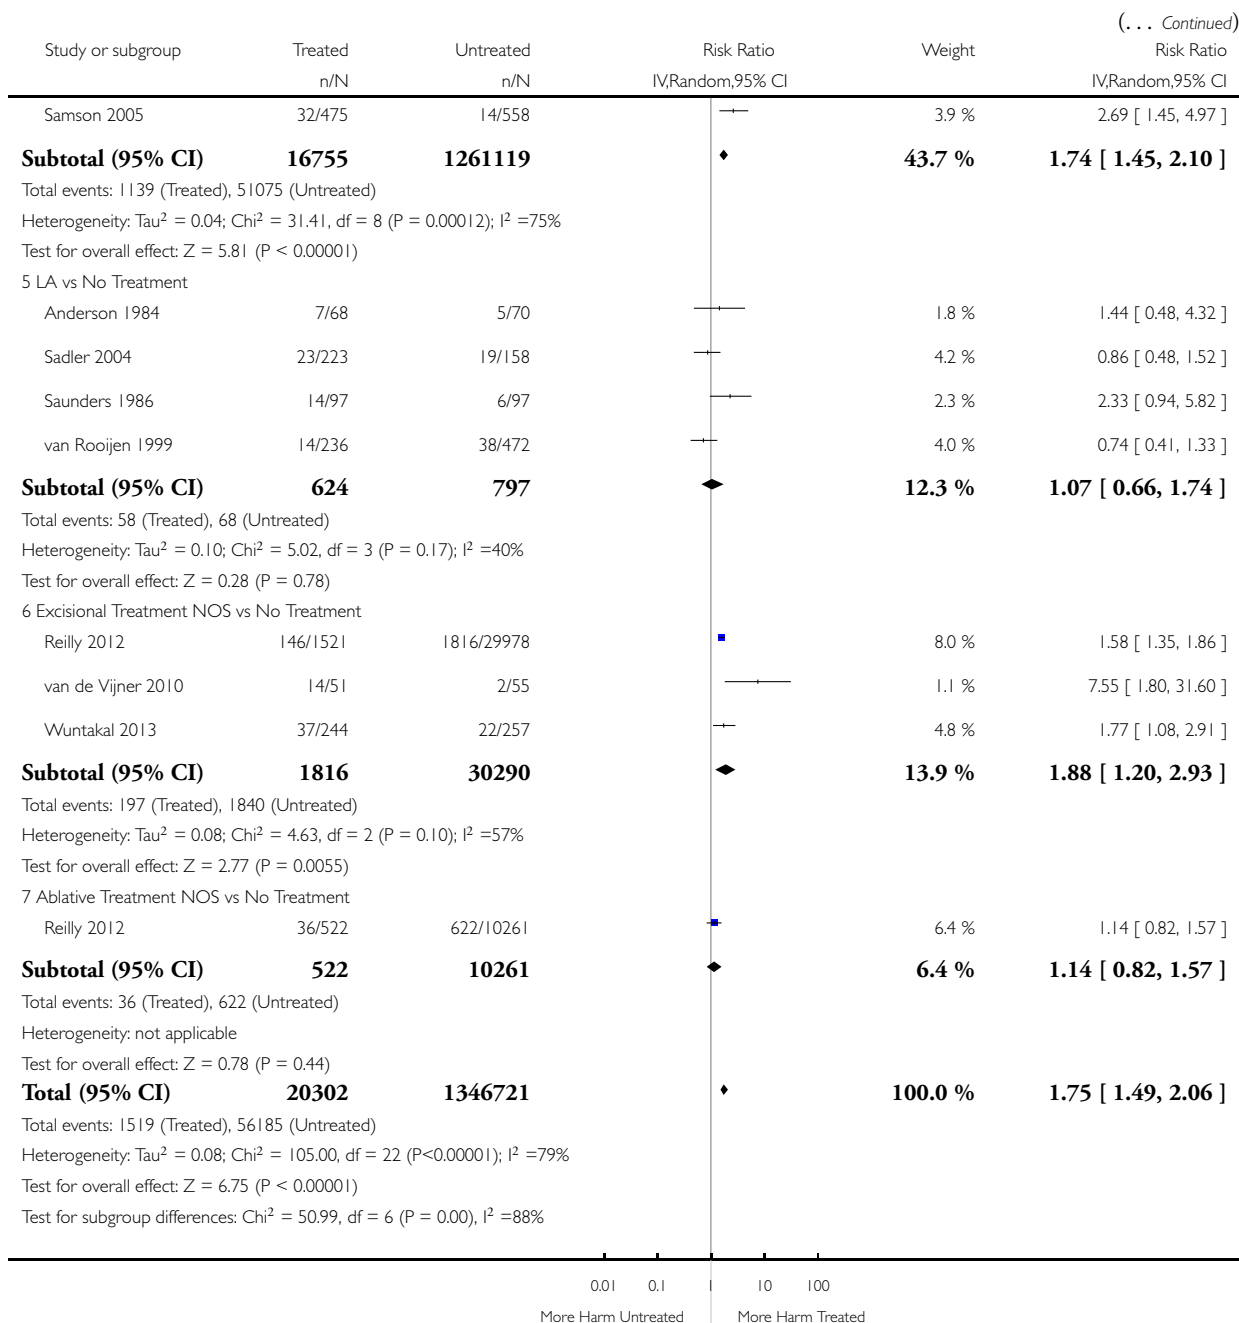 (... Continued)
Study or subgroup Treated Untreated Risk Ratio Weight Risk Ratio
n/N n/N IV,Random,95% CI IV,Random,95% CI
Samson 2005 32/475 14/558 3.9 % 2.69 [ 1.45, 4.97 ]
Subtotal (95% CI) 16755 1261119 43.7 % 1.74 [ 1.45, 2.10 ]
Total events: 1139 (Treated), 51075 (Untreated)
Heterogeneity: Tau² = 0.04; Chi² = 31.41, df = 8 (P = 0.00012); I² =75%
Test for overall effect: Z = 5.81 (P < 0.00001)
5 LA vs No Treatment
Anderson 1984 7/68 5/70 1.8 % 1.44 [ 0.48, 4.32 ]
Sadler 2004 23/223 19/158 4.2 % 0.86 [ 0.48, 1.52 ]
Saunders 1986 14/97 6/97 2.3 % 2.33 [ 0.94, 5.82 ]
van Rooijen 1999 14/236 38/472 4.0 % 0.74 [ 0.41, 1.33 ]
Subtotal (95% CI) 624 797 12.3 % 1.07 [ 0.66, 1.74 ]
Total events: 58 (Treated), 68 (Untreated)
Heterogeneity: Tau² = 0.10; Chi² = 5.02, df = 3 (P = 0.17); I² =40%
Test for overall effect: Z = 0.28 (P = 0.78)
6 Excisional Treatment NOS vs No Treatment
Reilly 2012 146/1521 1816/29978 8.0 % 1.58 [ 1.35, 1.86 ]
van de Vijner 2010 14/51 2/55 1.1 % 7.55 [ 1.80, 31.60 ]
Wuntakal 2013 37/244 22/257 4.8 % 1.77 [ 1.08, 2.91 ]
Subtotal (95% CI) 1816 30290 13.9 % 1.88 [ 1.20, 2.93 ]
Total events: 197 (Treated), 1840 (Untreated)
Heterogeneity: Tau² = 0.08; Chi² = 4.63, df = 2 (P = 0.10); I² =57%
Test for overall effect: Z = 2.77 (P = 0.0055)
7 Ablative Treatment NOS vs No Treatment
Reilly 2012 36/522 622/10261 6.4 % 1.14 [ 0.82, 1.57 ]
Subtotal (95% CI) 522 10261 6.4 % 1.14 [ 0.82, 1.57 ]
Total events: 36 (Treated), 622 (Untreated)
Heterogeneity: not applicable
Test for overall effect: Z = 0.78 (P = 0.44)
Total (95% CI) 20302 1346721 100.0 % 1.75 [ 1.49, 2.06 ]
Total events: 1519 (Treated), 56185 (Untreated)
Heterogeneity: Tau² = 0.08; Chi² = 105.00, df = 22 (P<0.00001); I² =79%
Test for overall effect: Z = 6.75 (P < 0.00001)
Test for subgroup differences: Chi² = 50.99, df = 6 (P = 0.00), I² =88%
0.01 0.1 1 10 100
More Harm Untreated More Harm Treated